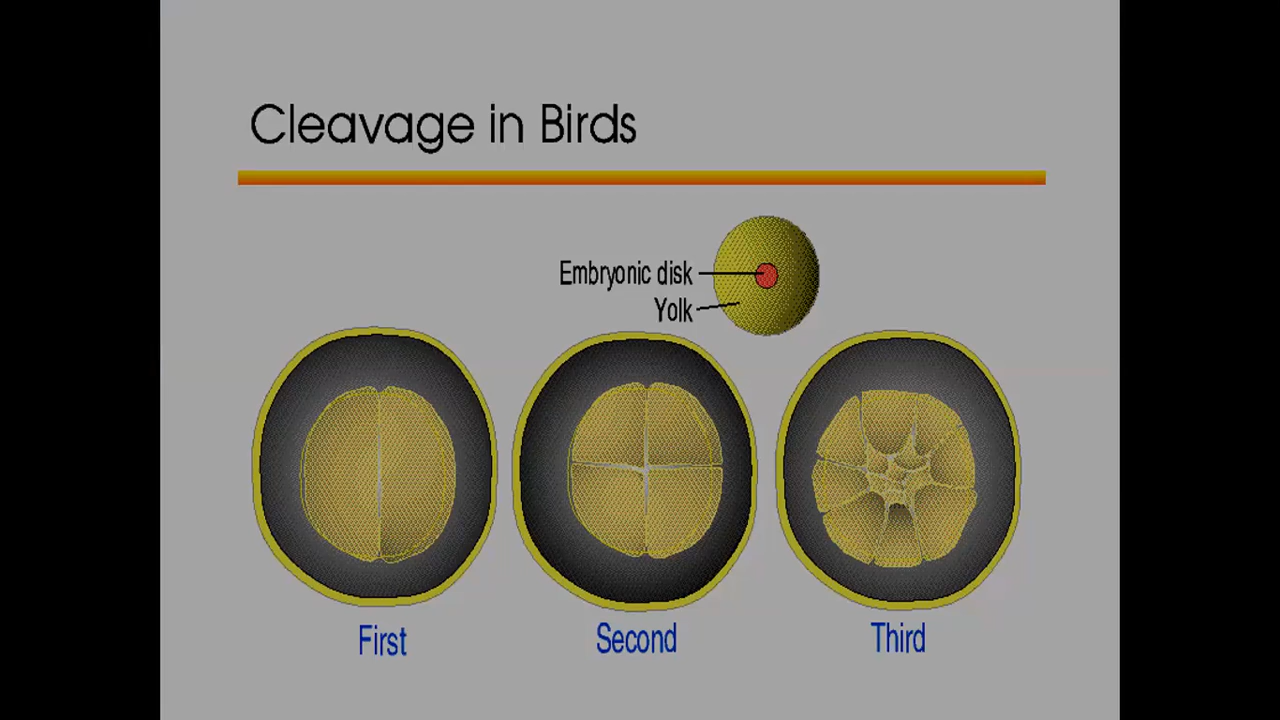 Cleavage in Birds
Embryonic disk
Yolk
First
Second
Third